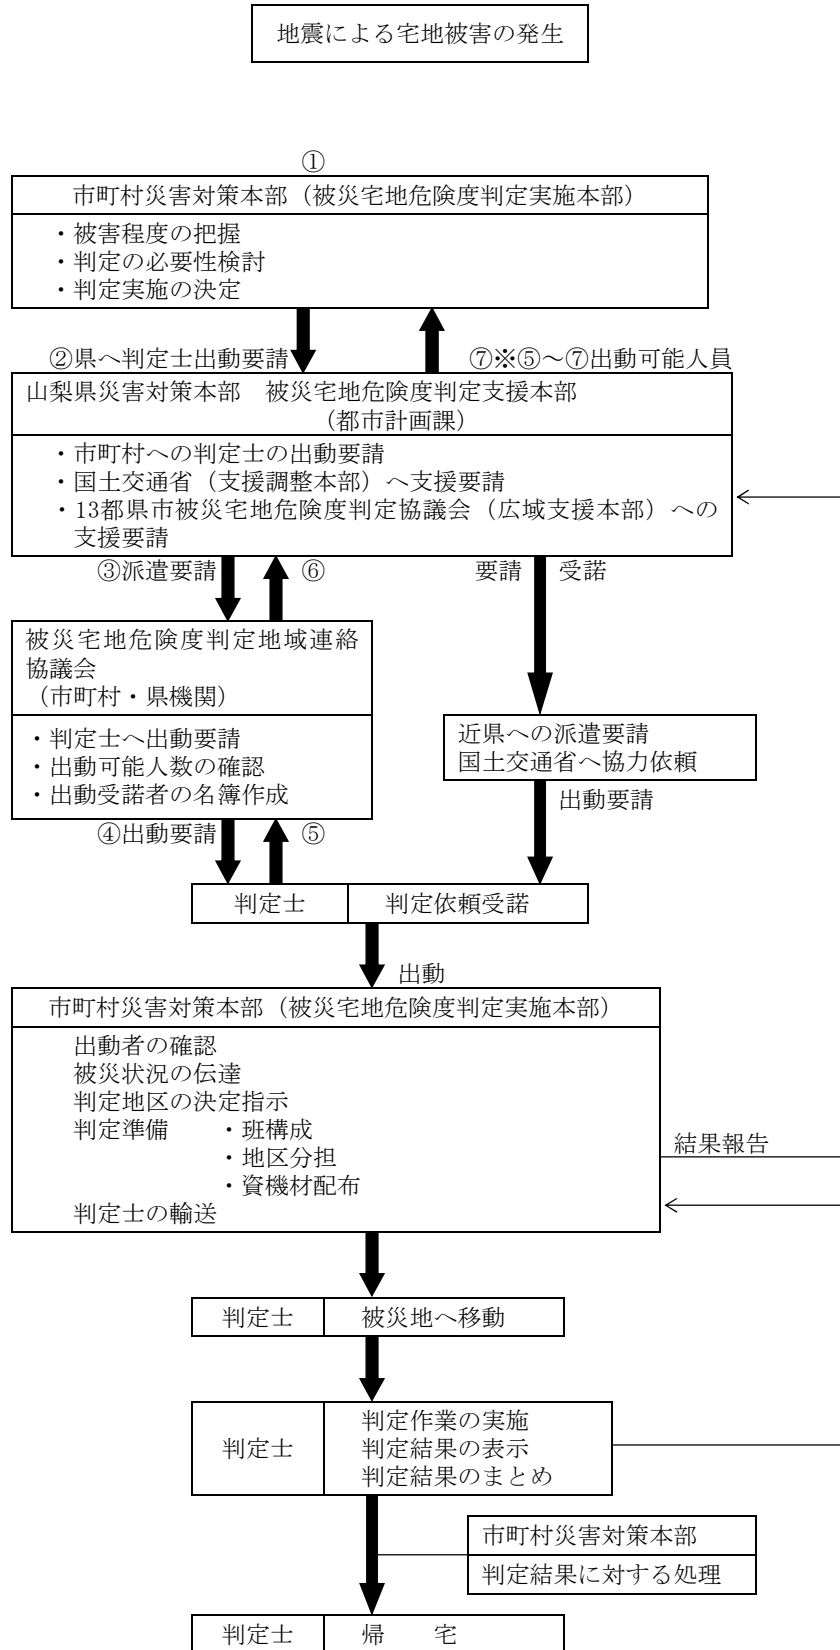 地震による宅地被害の発生
①
市町村災害対策本部（被災宅地危険度判定実施本部）
・被害程度の把握
・判定の必要性検討
・判定実施の決定
②県へ判定士出動要請
⑦※⑤～⑦出動可能人員
山梨県災害対策本部　被災宅地危険度判定支援本部
（都市計画課）
・市町村への判定士の出動要請
・国土交通省（支援調整本部）へ支援要請
・13都県市被災宅地危険度判定協議会（広域支援本部）への
支援要請
③派遣要請
⑥
要請
受諾
被災宅地危険度判定地域連絡
協議会
（市町村・県機関）
・判定士へ出動要請
・出動可能人数の確認
・出動受諾者の名簿作成
近県への派遣要請
国土交通省へ協力依頼
④出動要請
⑤
出動要請
判定士
判定依頼受諾
出動
市町村災害対策本部（被災宅地危険度判定実施本部）
出動者の確認
被災状況の伝達
判定地区の決定指示
判定準備　　・班構成
・地区分担
・資機材配布
判定士の輸送
結果報告
判定士
被災地へ移動
判定士
判定作業の実施
判定結果の表示
判定結果のまとめ
市町村災害対策本部
判定結果に対する処理
判定士
帰　　宅